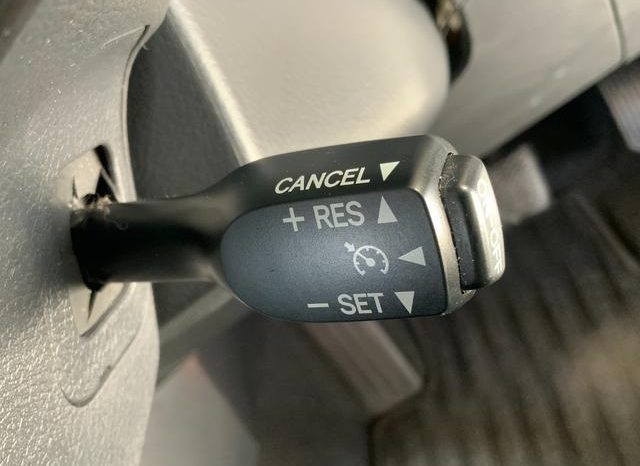 CANCEL ▼
+ RES ▲
◀
– SET ▼